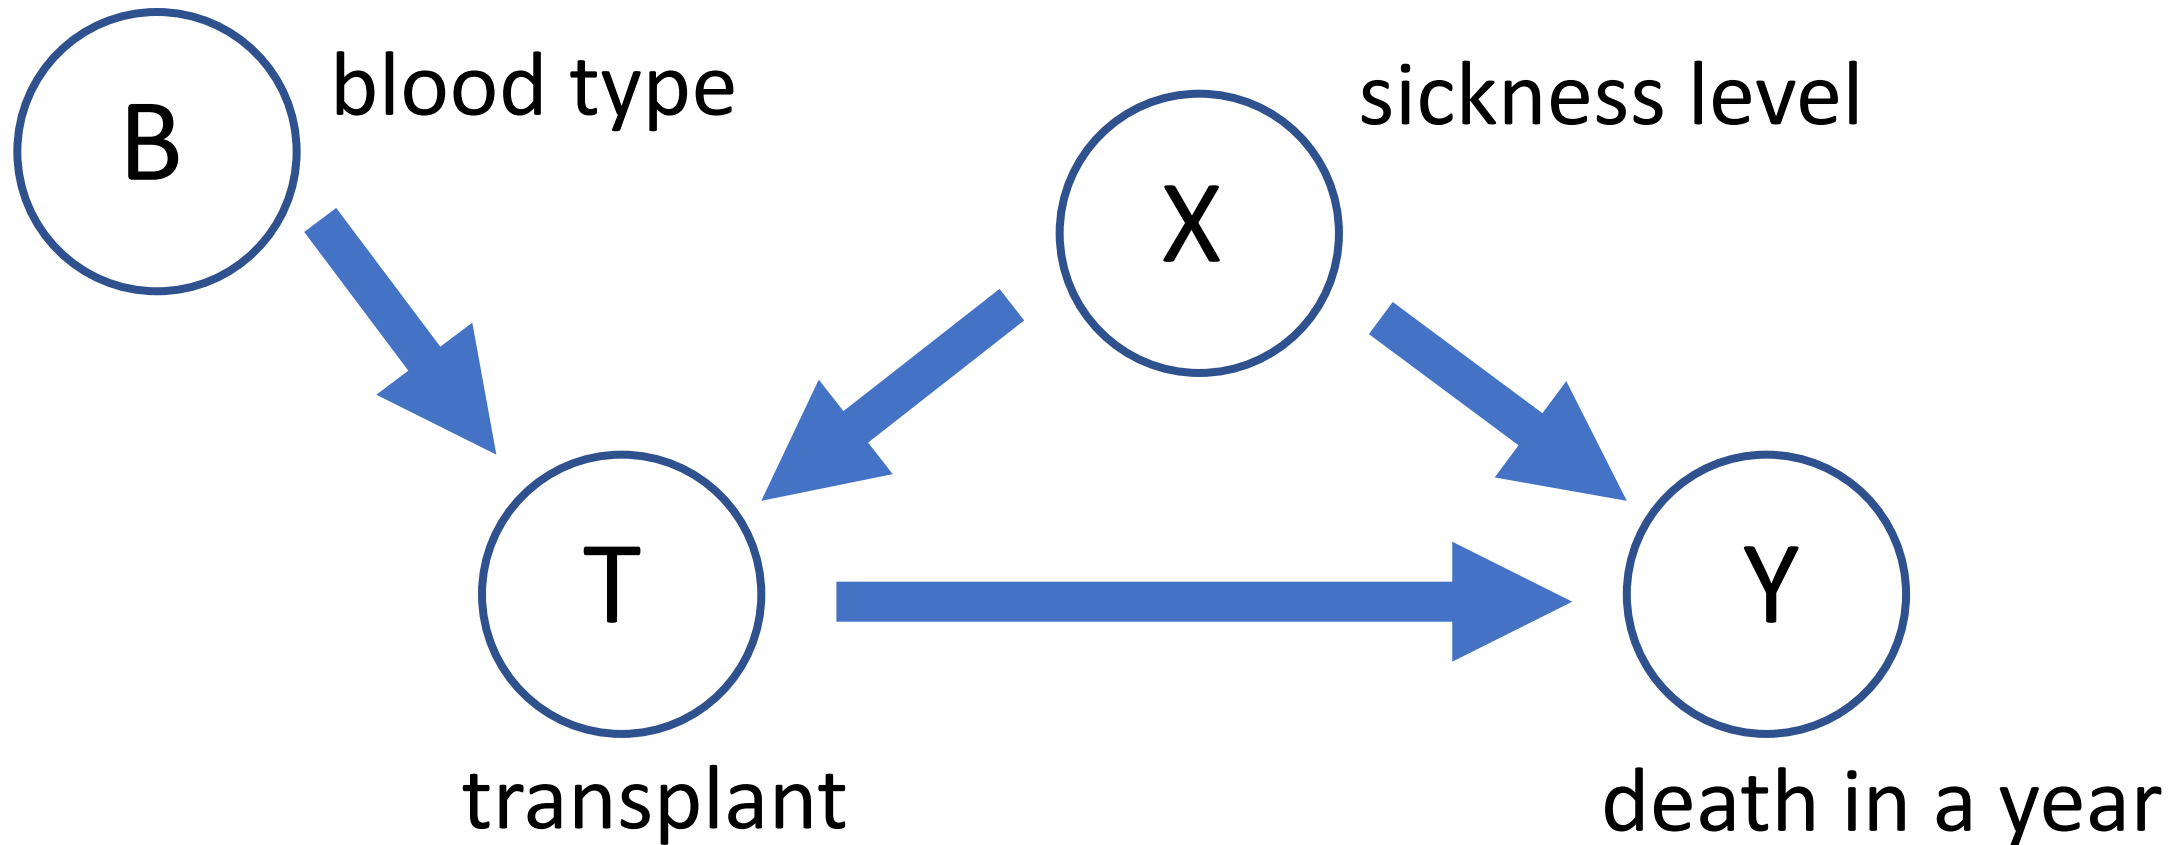 B
blood type
X
sickness level
T
transplant
Y
death in a year